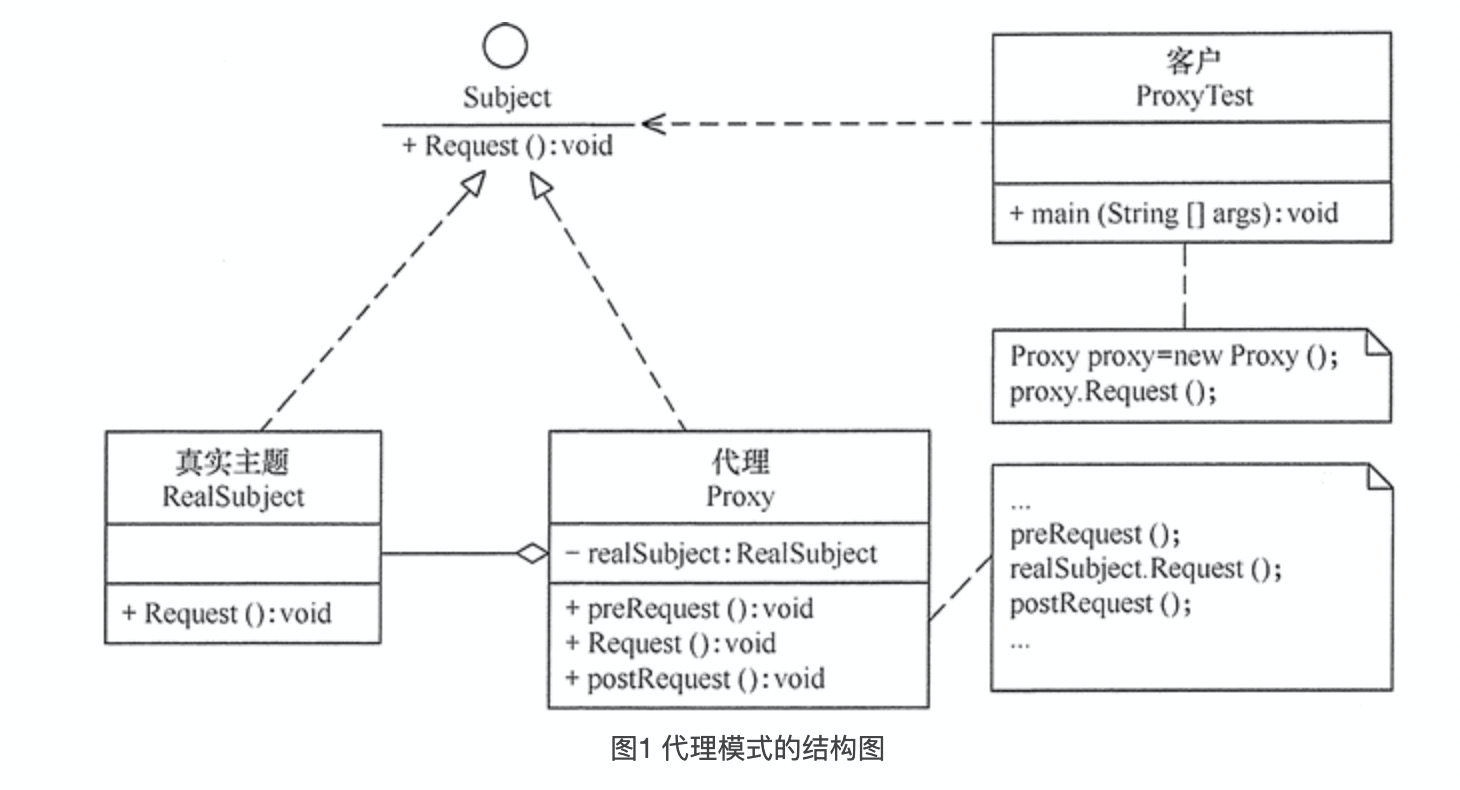 Subject
+ Request ():void
客户
ProxyTest
+ main (String [] args):void
Proxy proxy=new Proxy ();
proxy.Request ();
真实主题
RealSubject
+ Request ():void
代理
Proxy
− realSubject:RealSubject
+ preRequest ():void
+ Request ():void
+ postRequest ():void
...
preRequest ();
realSubject.Request ();
postRequest ();
...
图1 代理模式的结构图